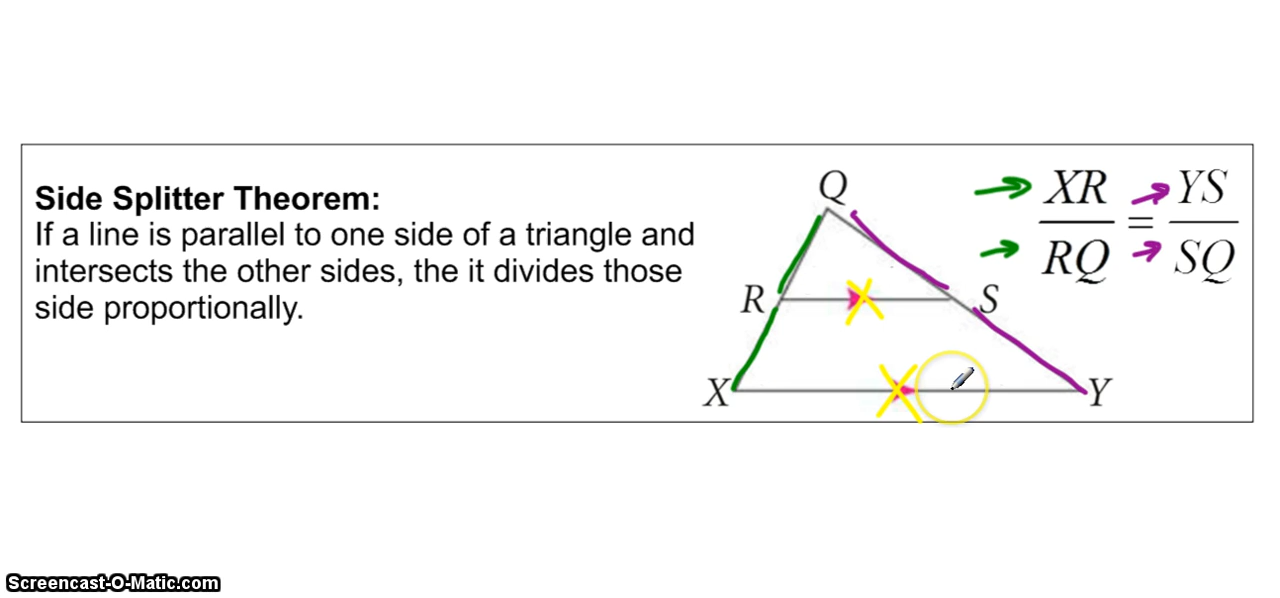 Side Splitter Theorem:
If a line is parallel to one side of a triangle and
intersects the other sides, the it divides those
side proportionally.
Q
R
S
X
Y
XR
RQ
=
YS
SQ
Screencast-O-Matic.com